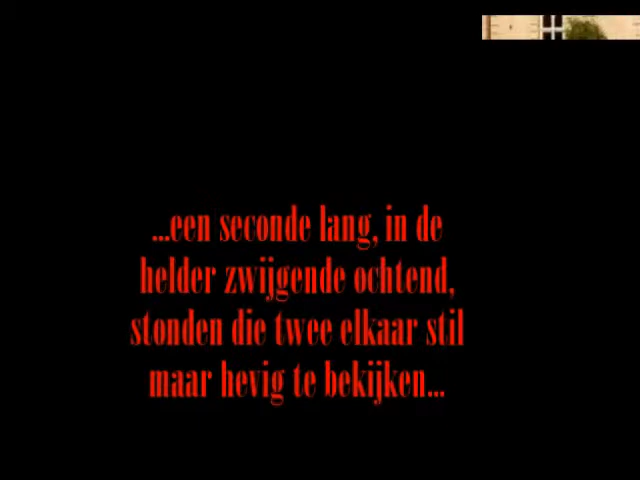 ...een seconde lang, in de
helder zwijgende ochtend,
stonden die twee elkaar stil
maar hevig te bekijken...